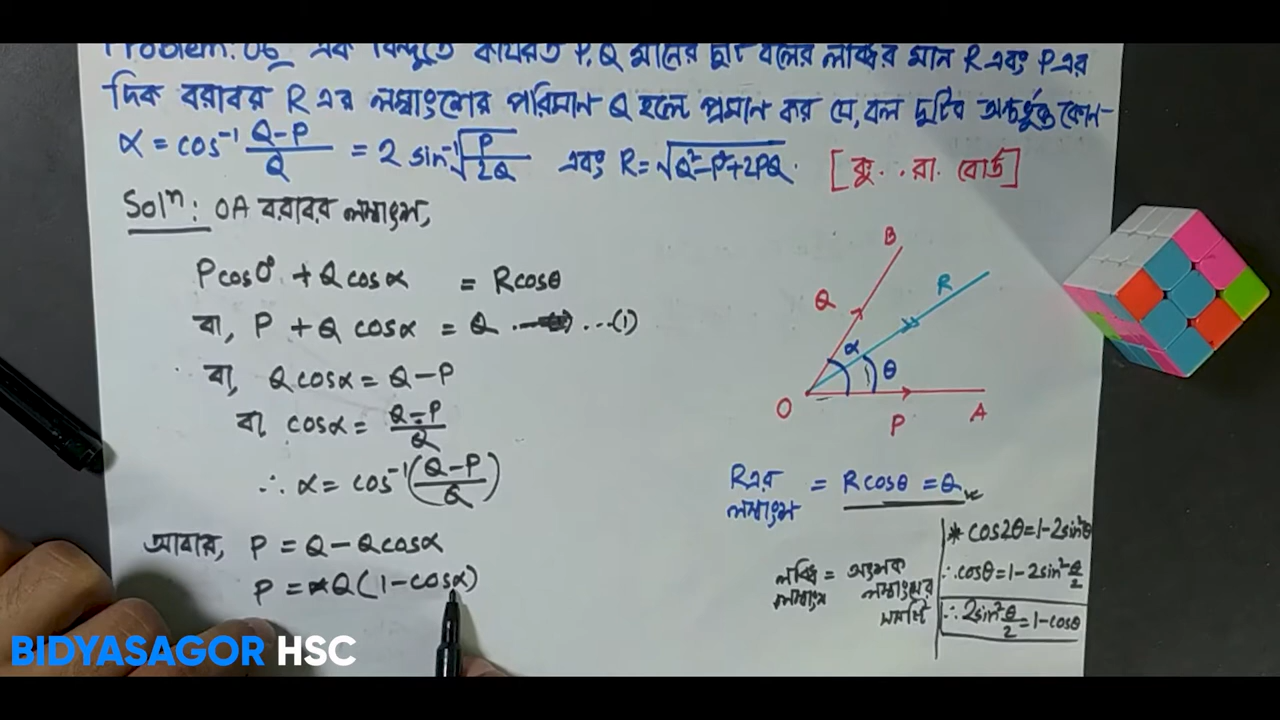 Problem: 06 এক বিন্দুতে কার্যরত P, Q মানের দুটি বলের লব্ধির মান R এবং P এর
দিক বরাবর R এর লম্বাংশের পরিমান Q হলে প্রমান কর যে, বল দুটির অন্তর্ভুক্ত কোন-
α = cos⁻¹ (Q-P)/Q = 2 sin⁻¹√(P/2Q) এবং R = √(Q²-P²+2PQ) . [কু. . রা. বোর্ড]
Solⁿ: OA বরাবর লম্বাংশ,
Pcos0° + Q cosα = Rcosθ
বা, P + Q cosα = Q ...(1)
বা, Q cosα = Q-P
বা, cosα = (Q-P)/Q
∴ α = cos⁻¹((Q-P)/Q)
আবার, P = Q - Qcosα
P = Q(1-cosα)
B
Q
R
α
θ
O
P
A
R এর লম্বাংশ = Rcosθ = Q
লব্ধির লম্বাংশ = অংশক লম্বাংশের সমষ্টি
* cos2θ = 1-2sin²θ
∴ cosθ = 1-2sin²θ/2
∴ 2sin²θ/2 = 1-cosθ
BIDYASAGOR HSC